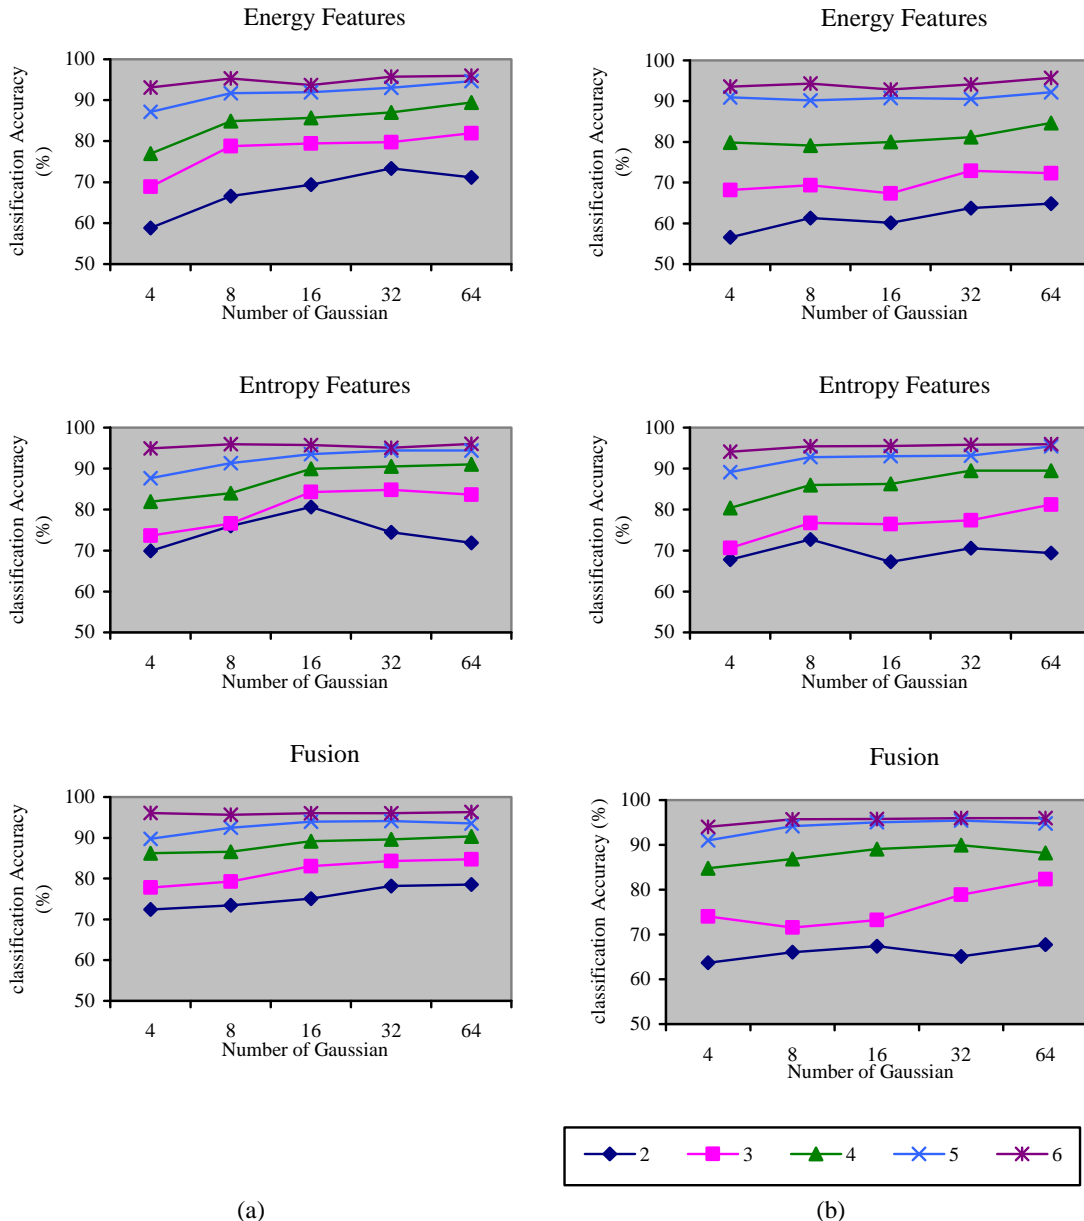 Energy Features
classification Accuracy
(%)
100
90
80
70
60
50
4 8 16 32 64
Number of Gaussian
Energy Features
classification Accuracy
(%)
100
90
80
70
60
50
4 8 16 32 64
Number of Gaussian
Entropy Features
classification Accuracy
(%)
100
90
80
70
60
50
4 8 16 32 64
Number of Gaussian
Entropy Features
classification Accuracy
(%)
100
90
80
70
60
50
4 8 16 32 64
Number of Gaussian
Fusion
classification Accuracy
(%)
100
90
80
70
60
50
4 8 16 32 64
Number of Gaussian
Fusion
classification Accuracy (%)
100
90
80
70
60
50
4 8 16 32 64
Number of Gaussian
2 3 4 5 6
(a) (b)